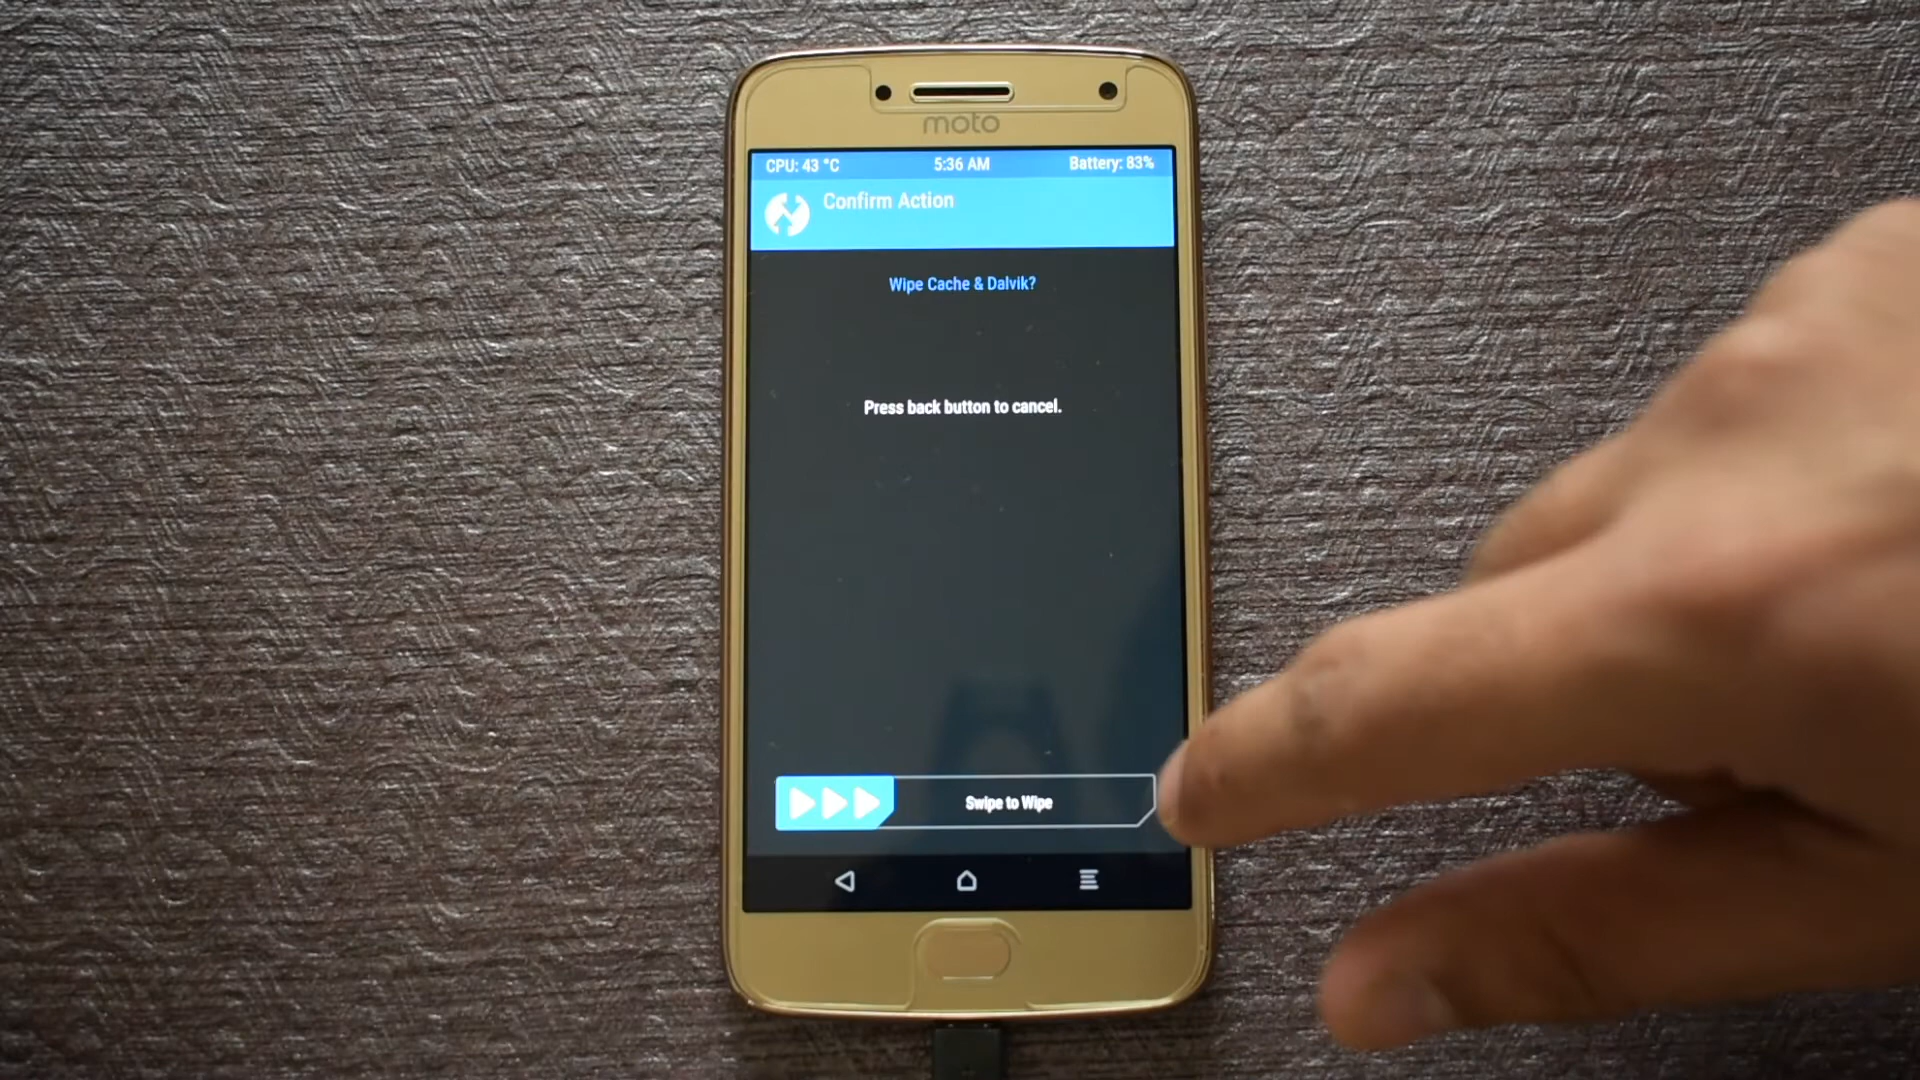 moto
CPU: 43 °C 5:36 AM Battery: 83%
Confirm Action
Wipe Cache & Dalvik?
Press back button to cancel.
Swipe to Wipe